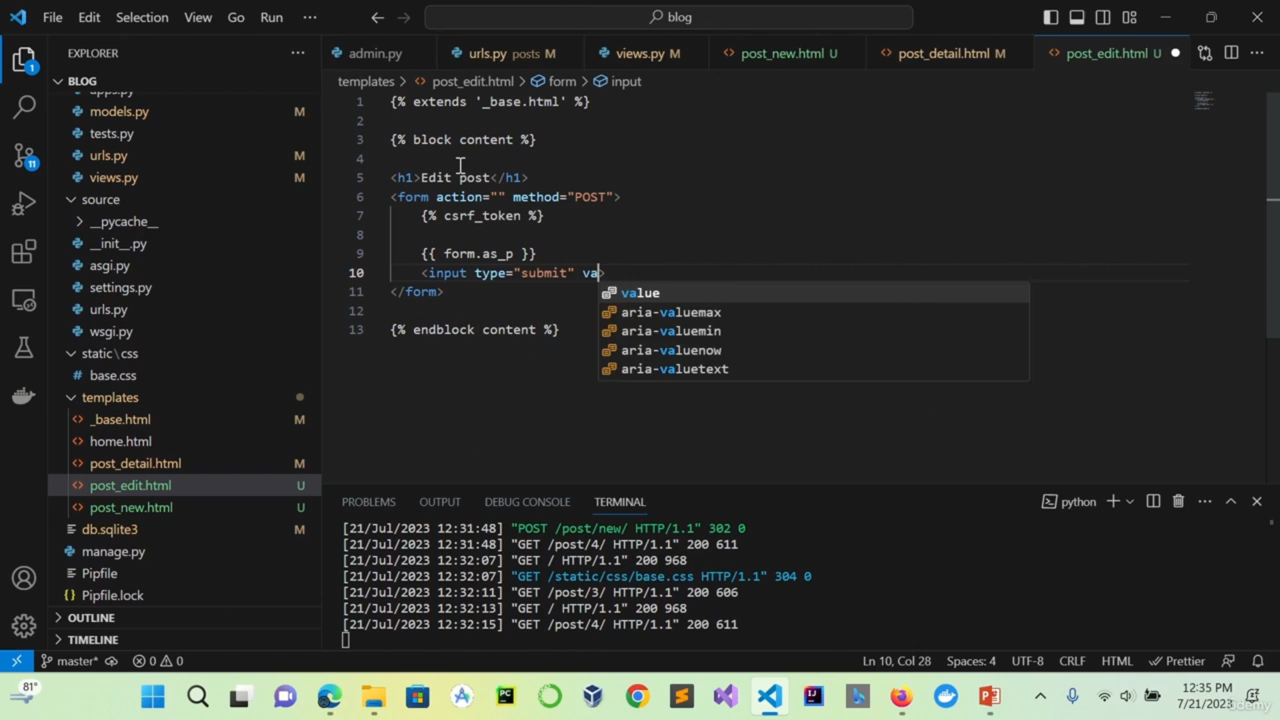 File Edit Selection View Go Run ··· blog
EXPLORER ···
admin.py urls.py posts M views.py M post_new.html U post_detail.html M post_edit.html U
BLOG
templates > post_edit.html > form > input
apps.py
models.py M
tests.py
urls.py M
views.py M
source
__pycache__
__init__.py
asgi.py
settings.py
urls.py
wsgi.py
static\css
base.css
templates
_base.html M
home.html
post_detail.html M
post_edit.html U
post_new.html U
db.sqlite3
manage.py
Pipfile
Pipfile.lock
OUTLINE
TIMELINE
1 {% extends '_base.html' %}
2
3 {% block content %}
4
5 <h1>Edit post</h1>
6 <form action="" method="POST">
7 {% csrf_token %}
8
9 {{ form.as_p }}
10 <input type="submit" va>
11 </form>
12
13 {% endblock content %}
value
aria-valuemax
aria-valuemin
aria-valuenow
aria-valuetext
PROBLEMS OUTPUT DEBUG CONSOLE TERMINAL python
[21/Jul/2023 12:31:48] "POST /post/new/ HTTP/1.1" 302 0
[21/Jul/2023 12:31:48] "GET /post/4/ HTTP/1.1" 200 611
[21/Jul/2023 12:32:07] "GET / HTTP/1.1" 200 968
[21/Jul/2023 12:32:07] "GET /static/css/base.css HTTP/1.1" 304 0
[21/Jul/2023 12:32:11] "GET /post/3/ HTTP/1.1" 200 606
[21/Jul/2023 12:32:13] "GET / HTTP/1.1" 200 968
[21/Jul/2023 12:32:15] "GET /post/4/ HTTP/1.1" 200 611
1
11
master* 0 0 Ln 10, Col 28 Spaces: 4 UTF-8 CRLF HTML Prettier
81°
PC
12:35 PM
7/21/2023
Udemy